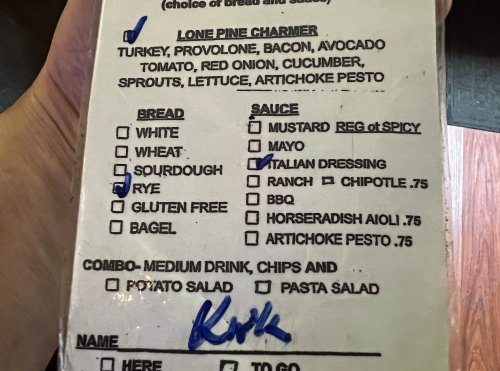 (choice of bread and sauce)
LONE PINE CHARMER
TURKEY, PROVOLONE, BACON, AVOCADO
TOMATO, RED ONION, CUCUMBER,
SPROUTS, LETTUCE, ARTICHOKE PESTO
BREAD
WHITE
WHEAT
SOURDOUGH
RYE
GLUTEN FREE
BAGEL
SAUCE
MUSTARD REG ot SPICY
MAYO
ITALIAN DRESSING
RANCH CHIPOTLE .75
BBQ
HORSERADISH AIOLI .75
ARTICHOKE PESTO .75
COMBO- MEDIUM DRINK, CHIPS AND
POTATO SALAD PASTA SALAD
Kirk
NAME
HERE TO GO